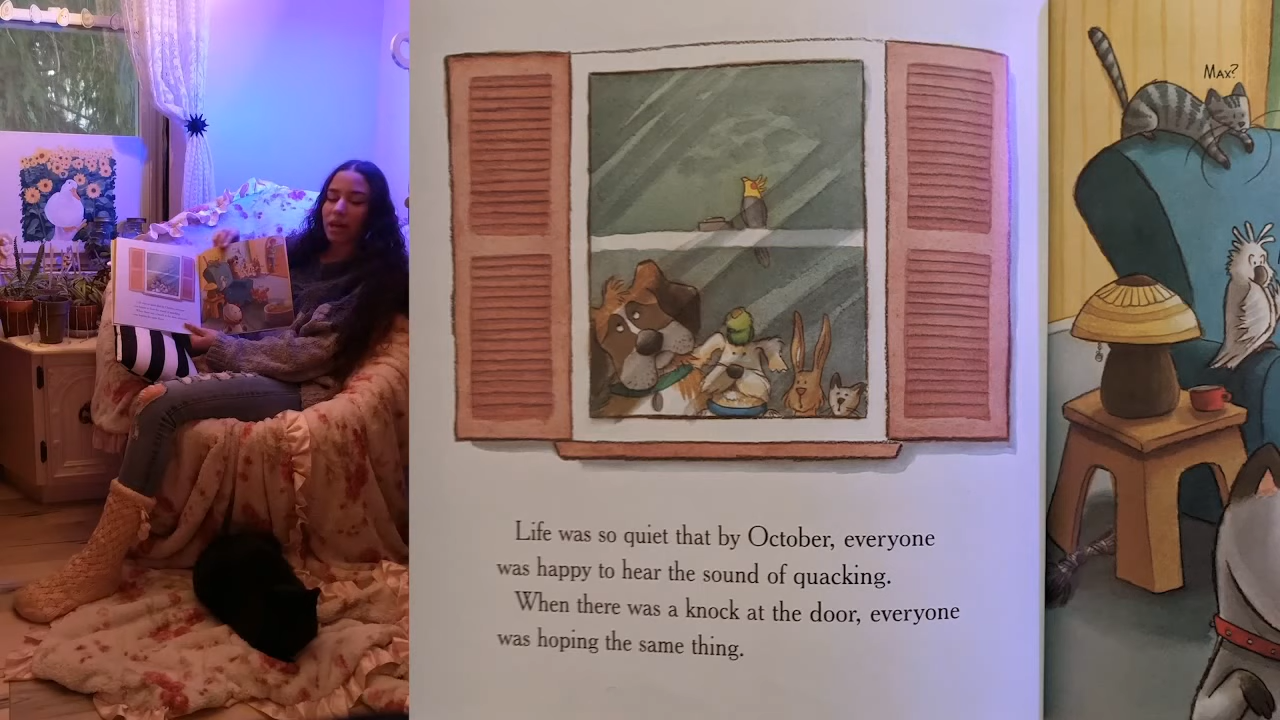 Max?
Life was so quiet that by October, everyone
was happy to hear the sound of quacking.
When there was a knock at the door, everyone
was hoping the same thing.